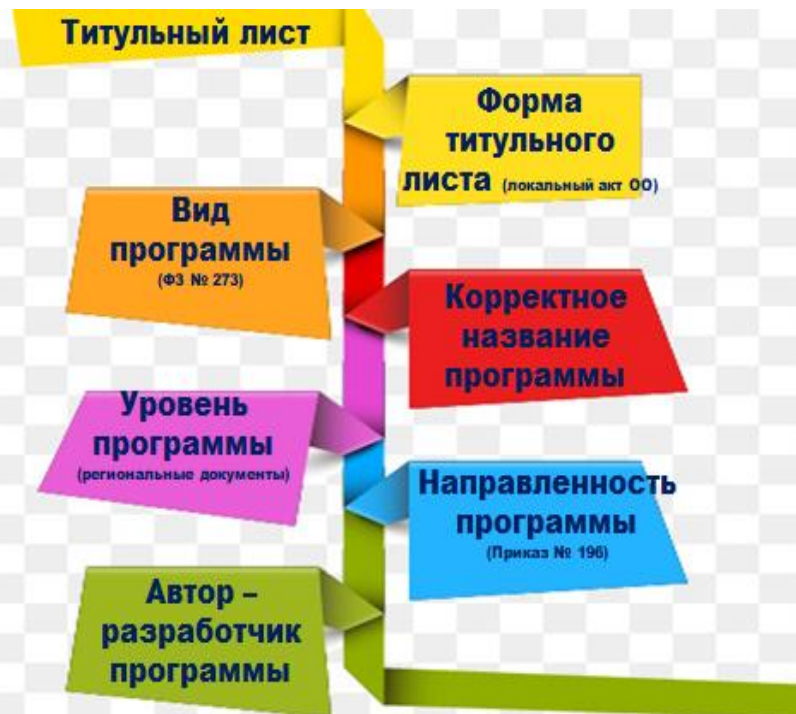 Титульный лист
Форма
титульного
листа (локальный акт ОО)
Вид
программы
(ФЗ № 273)
Корректное
название
программы
Уровень
программы
(региональные документы)
Направленность
программы
(Приказ № 196)
Автор –
разработчик
программы